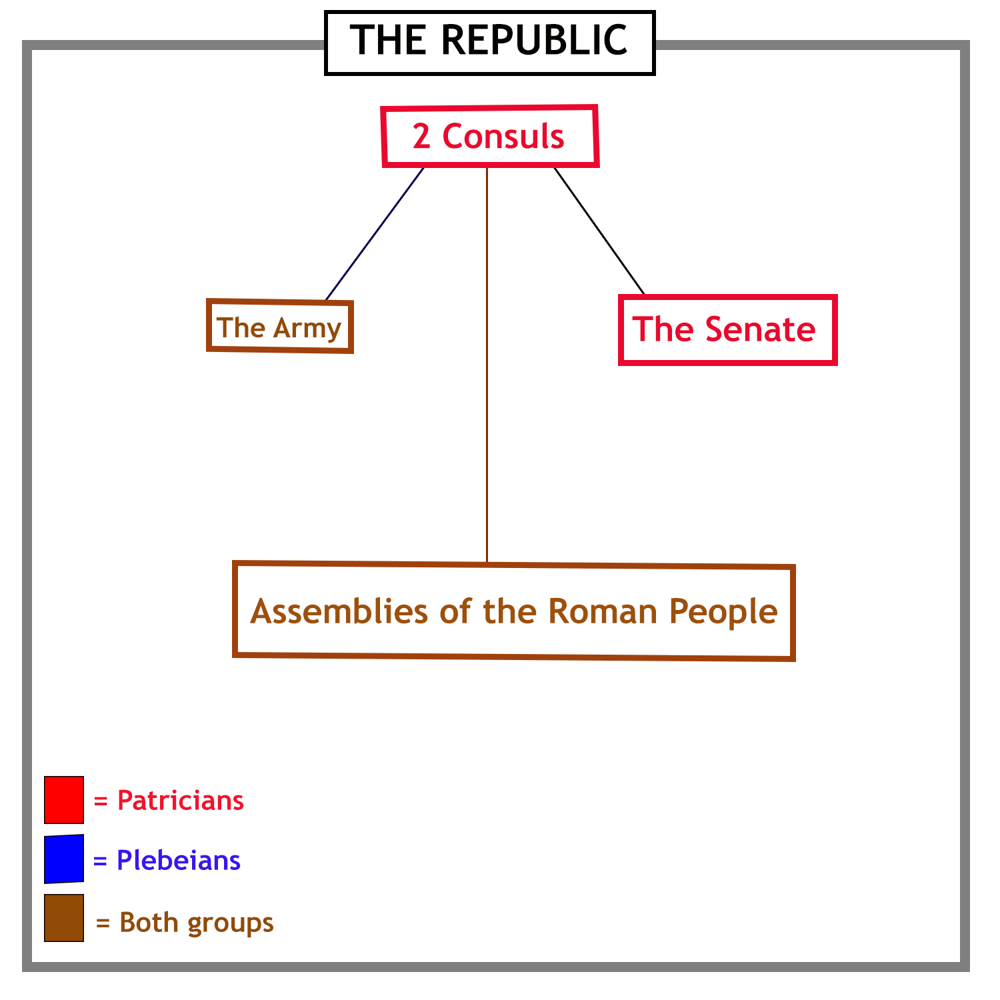 THE REPUBLIC
2 Consuls
The Army
The Senate
Assemblies of the Roman People
= Patricians
= Plebeians
= Both groups